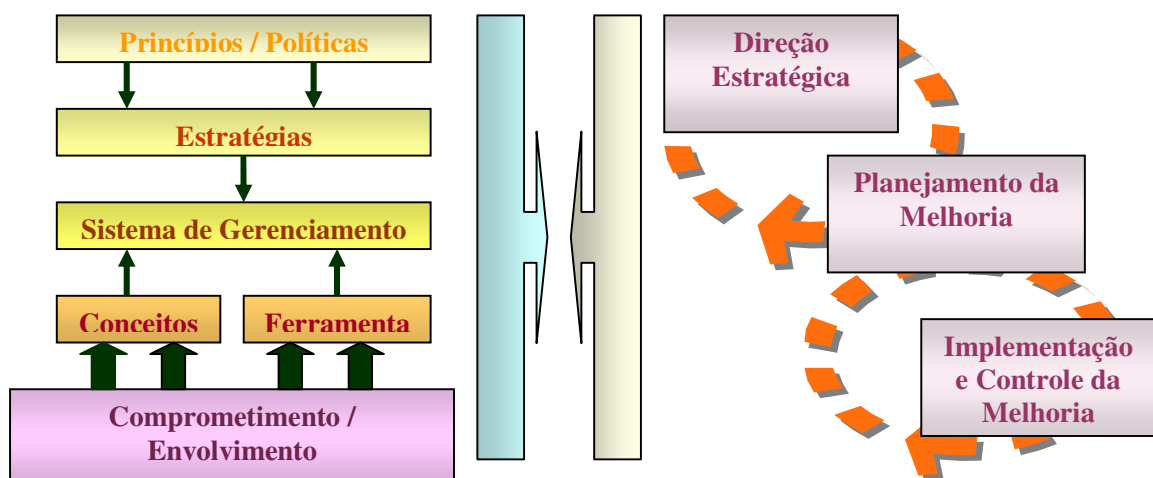 Princípios / Políticas
Estratégias
Sistema de Gerenciamento
Conceitos
Ferramenta
Comprometimento /
Envolvimento
Direção
Estratégica
Planejamento da
Melhoria
Implementação
e Controle da
Melhoria